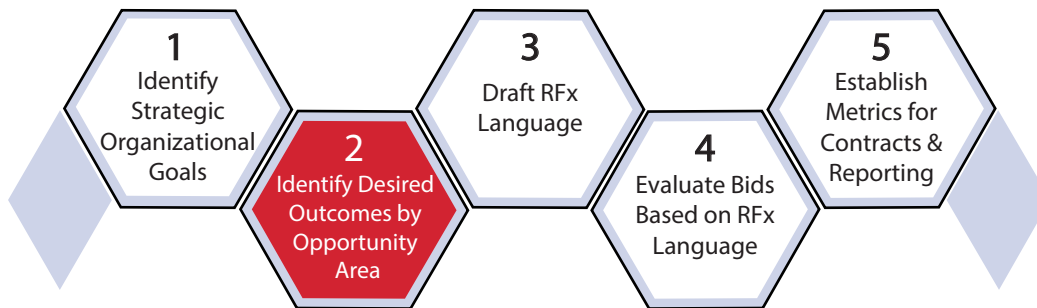 1
Identify
Strategic
Organizational
Goals
2
Identify Desired
Outcomes by
Opportunity
Area
3
Draft RFx
Language
4
Evaluate Bids
Based on RFx
Language
5
Establish
Metrics for
Contracts &
Reporting